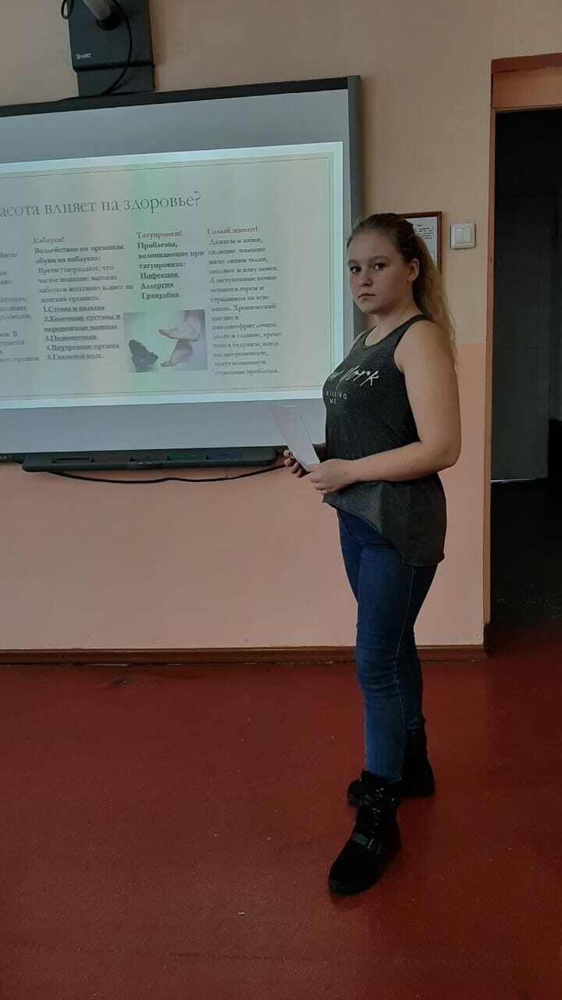 SMART
асота влияет на здоровье?
Каблуки!
Воздействие на организм
обуви на каблуках:
Врачи утверждают, что
частое ношение высоких
каблуков негативно влияет на
женский организм.
1.Стопы и пальцы.
2.Коленные суставы и
икроножные мышцы
3.Позвоночник
4.Внутренние органы
5.Головной мозг.
Татуировки!
Проблемы,
возникающие при
татуировках:
Инфекция.
Аллергия
Гранулёма.
Голый живот!
Джинсы и юбки,
сидящие намного
ниже линии талии,
оголяют и зону почек.
А застуженные почки
остаются горем и
страданием на всю
жизнь. Хронический
цистит и
пиелонефрит лечить
долго и сложно, кроме
того в будущем, когда
вы забеременеете,
могут возникнуть
серьезные проблемы.
York
KILLING
ME